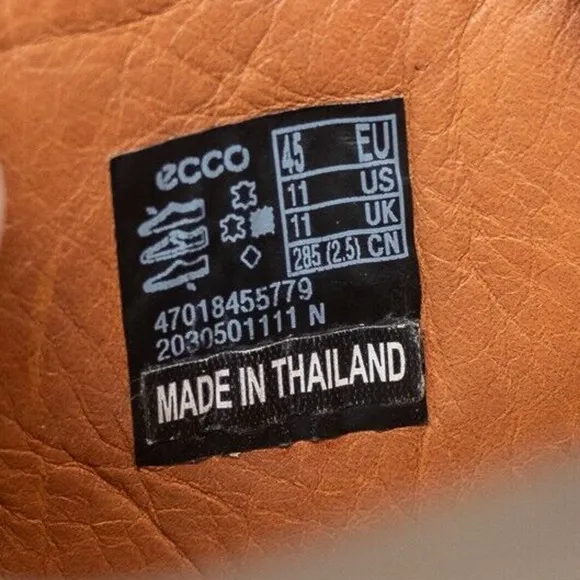 ecco
45 EU
11 US
11 UK
285 (2.5) CN
47018455779
2030501111 N
MADE IN THAILAND